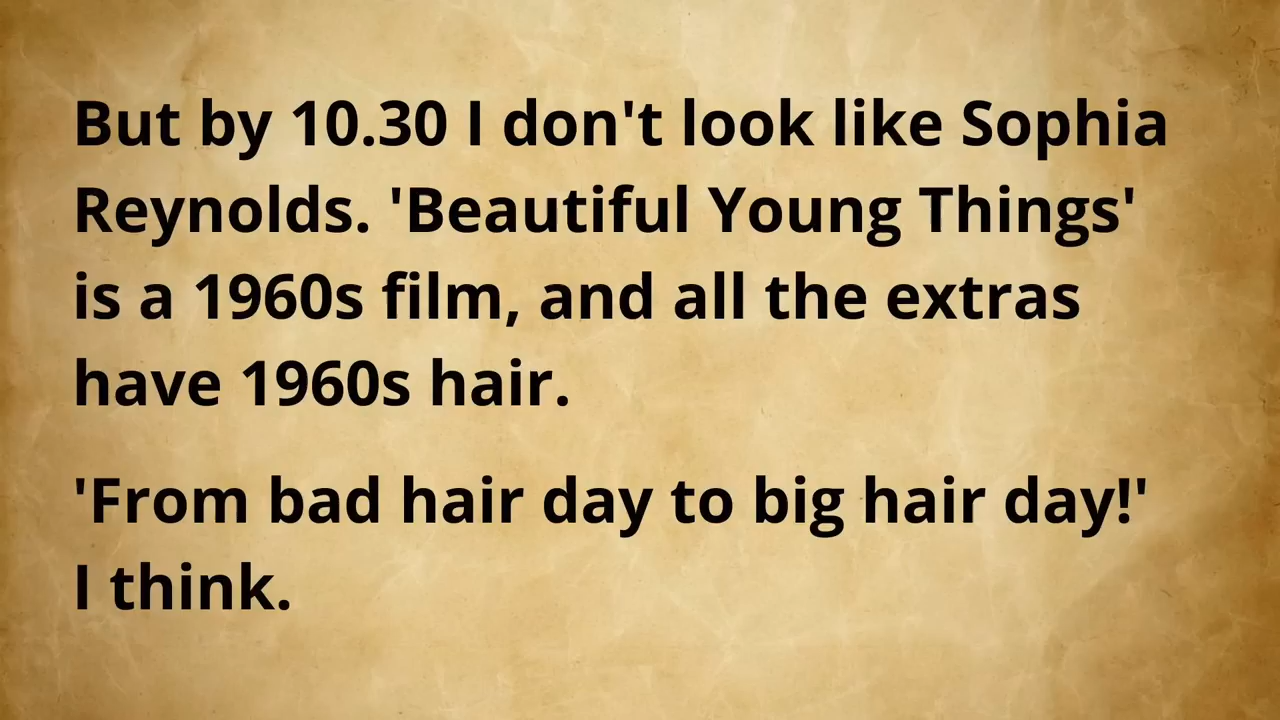 But by 10.30 I don't look like Sophia
Reynolds. 'Beautiful Young Things'
is a 1960s film, and all the extras
have 1960s hair.
'From bad hair day to big hair day!'
I think.